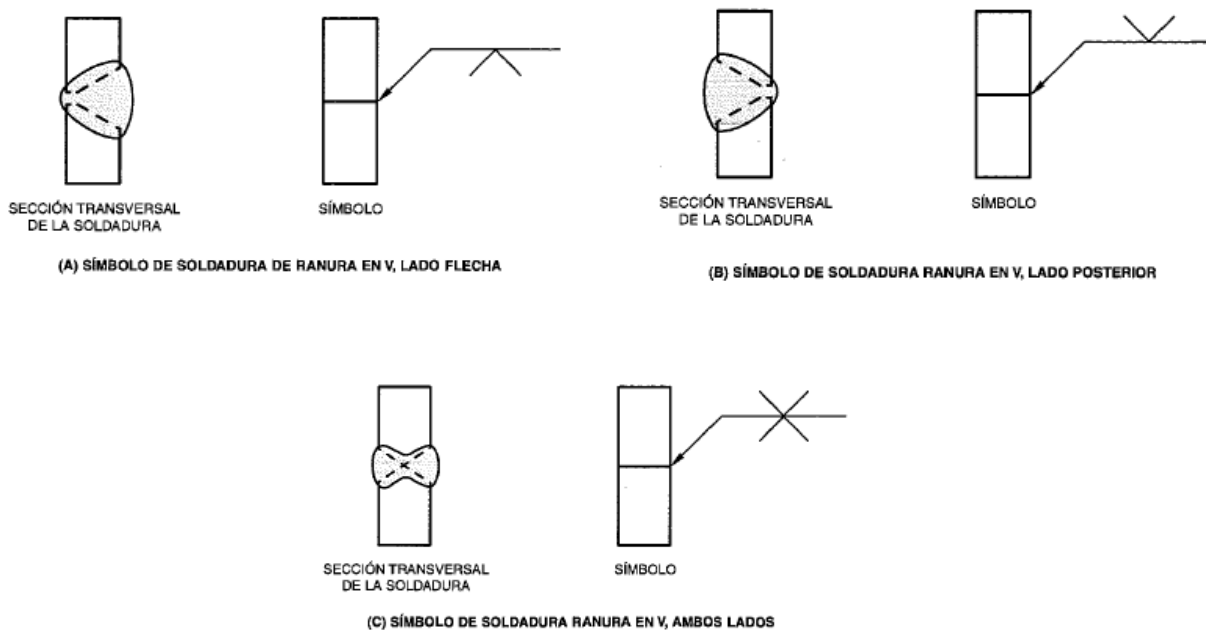 SECCIÓN TRANSVERSAL
DE LA SOLDADURA
SÍMBOLO
(A) SÍMBOLO DE SOLDADURA DE RANURA EN V, LADO FLECHA
SECCIÓN TRANSVERSAL
DE LA SOLDADURA
SÍMBOLO
(B) SÍMBOLO DE SOLDADURA RANURA EN V, LADO POSTERIOR
SECCIÓN TRANSVERSAL
DE LA SOLDADURA
SÍMBOLO
(C) SÍMBOLO DE SOLDADURA RANURA EN V, AMBOS LADOS